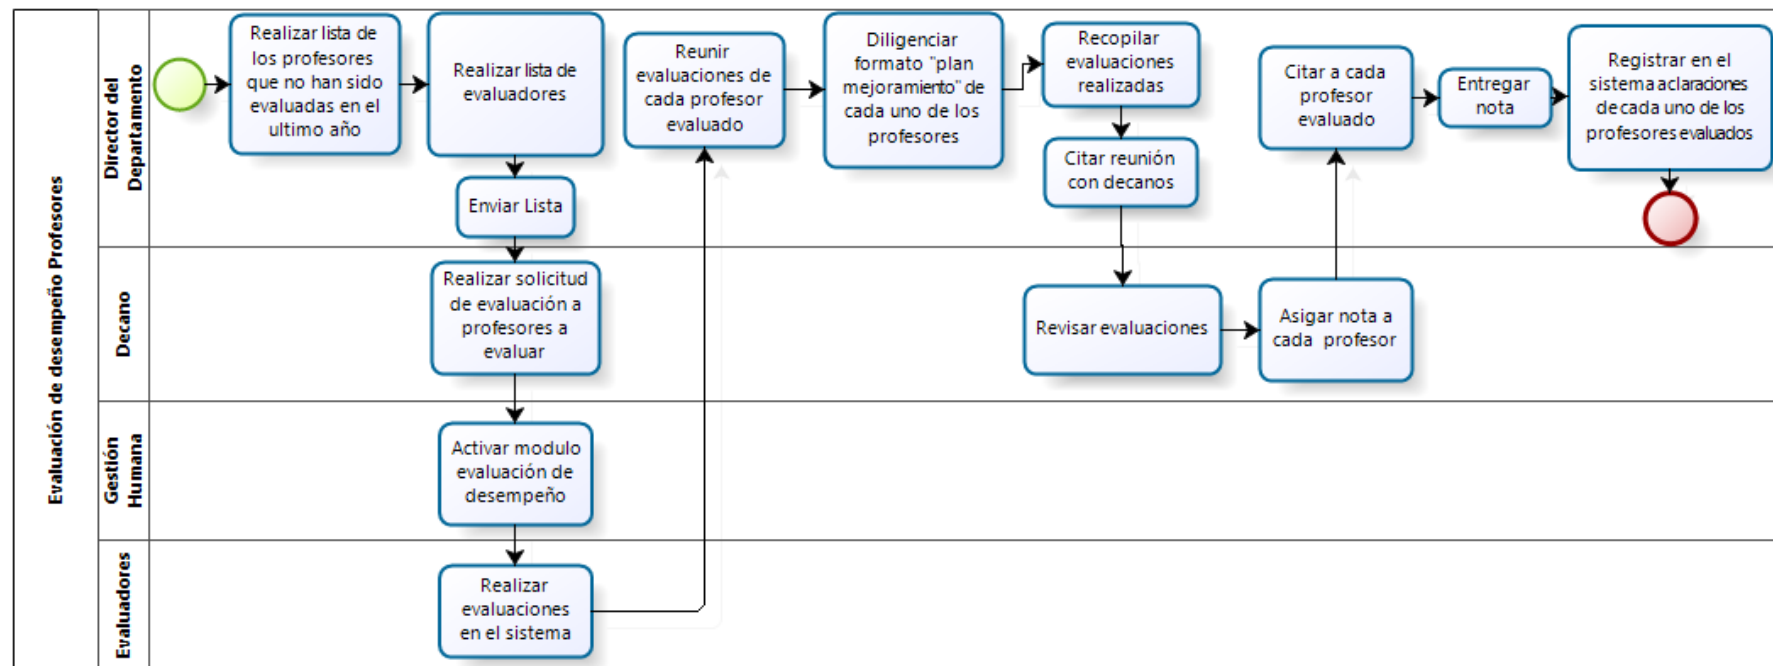 Evaluación de desempeño Profesores
Director del
Departamento
Realizar lista de
los profesores
que no han sido
evaluadas en el
ultimo año
Realizar lista de
evaluadores
Enviar Lista
Reunir
evaluaciones de
cada profesor
evaluado
Diligenciar
formato "plan
mejoramiento" de
cada uno de los
profesores
Recopilar
evaluaciones
realizadas
Citar reunión
con decanos
Citar a cada
profesor
evaluado
Entregar
nota
Registrar en el
sistema aclaraciones
de cada uno de los
profesores evaluados
Decano
Realizar solicitud
de evaluación a
profesores a
evaluar
Revisar evaluaciones
Asigar nota a
cada profesor
Gestión
Humana
Activar modulo
evaluación de
desempeño
Evaluadores
Realizar
evaluaciones
en el sistema